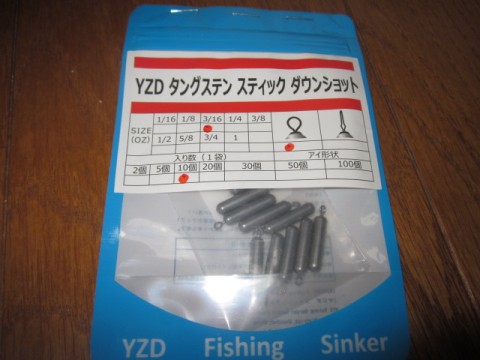 YZD タングステン スティック ダウンショット
SIZE (OZ)
1/16 1/8 3/16 1/4 3/8
1/2 5/8 3/4 1
入り数 (1袋) アイ形状
2個 5個 10個 20個 30個 50個 100個
YZD Fishing Sinker